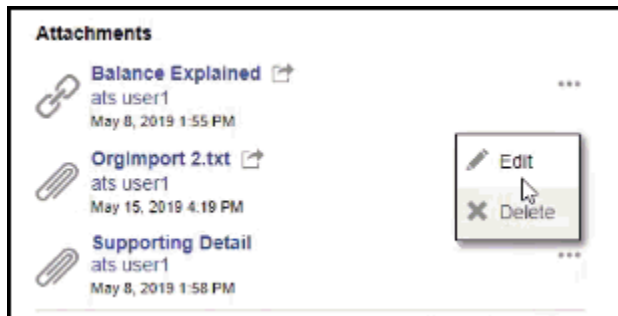 Attachments
Balance Explained
ats user1
May 8, 2019 1:55 PM
OrgImport 2.txt
ats user1
May 15, 2019 4:19 PM
Edit
Delete
Supporting Detail
ats user1
May 8, 2019 1:58 PM